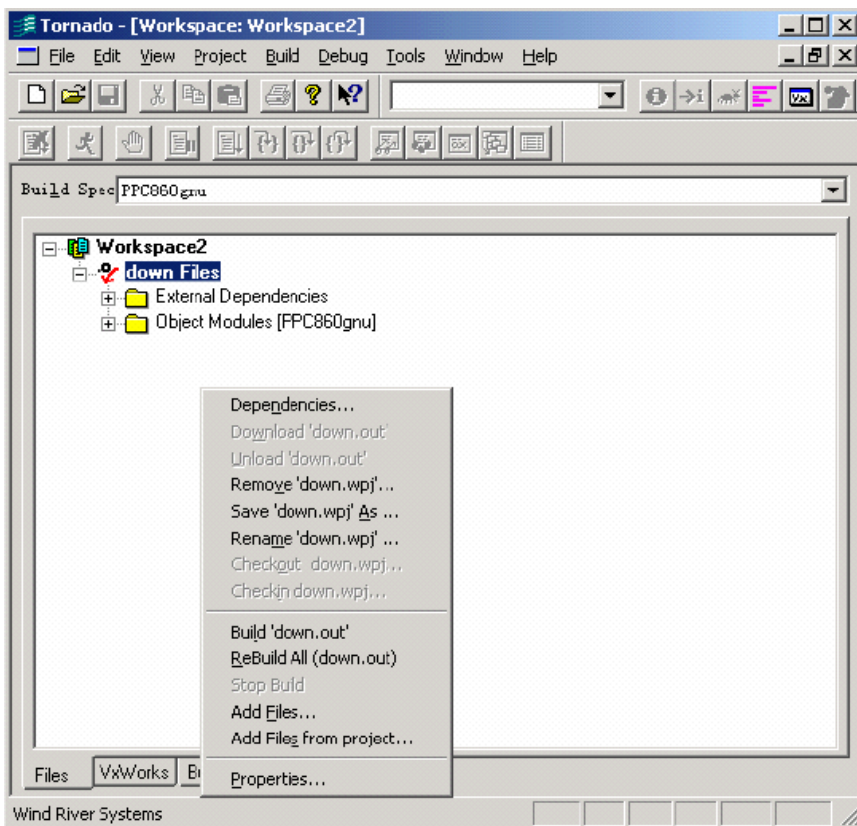 Tornado - [Workspace: Workspace2]
File Edit View Project Build Debug Tools Window Help
Build Spec PPC860gnu
Workspace2
down Files
External Dependencies
Object Modules [PPC860gnu]
Dependencies...
Download 'down.out'
Unload 'down.out'
Remove 'down.wpj'...
Save 'down.wpj' As ...
Rename 'down.wpj' ...
Checkout down.wpj...
Checkin down.wpj...
Build 'down.out'
ReBuild All (down.out)
Stop Build
Add Files...
Add Files from project...
Properties...
Files VxWorks
Wind River Systems